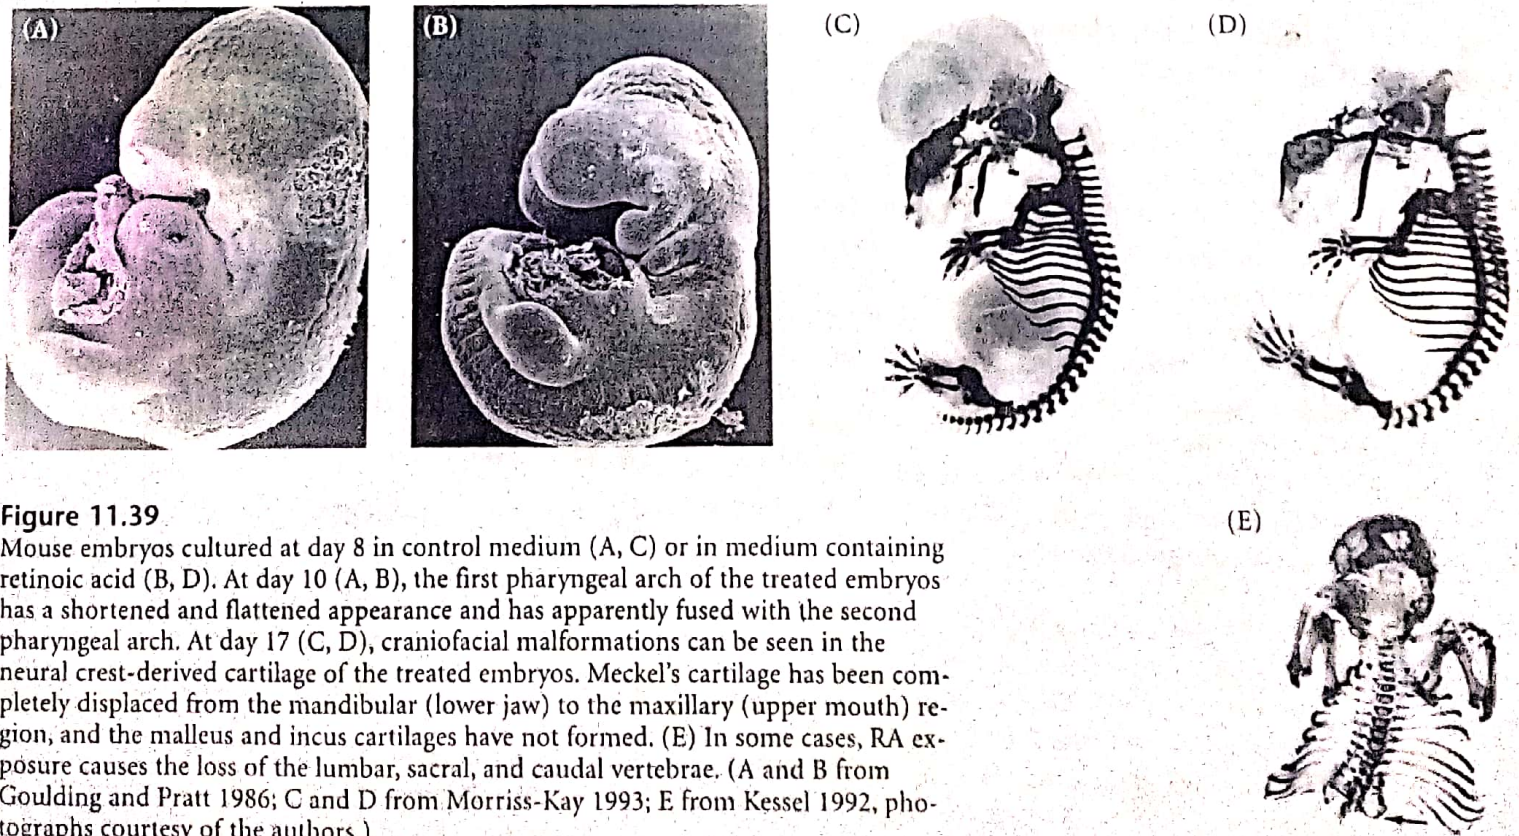 (A)
(B)
(C)
(D)
Figure 11.39
Mouse embryos cultured at day 8 in control medium (A, C) or in medium containing
retinoic acid (B, D). At day 10 (A, B), the first pharyngeal arch of the treated embryos
has a shortened and flattened appearance and has apparently fused with the second
pharyngeal arch. At day 17 (C, D), craniofacial malformations can be seen in the
neural crest-derived cartilage of the treated embryos. Meckel's cartilage has been com-
pletely displaced from the mandibular (lower jaw) to the maxillary (upper mouth) re-
gion, and the malleus and incus cartilages have not formed. (E) In some cases, RA ex-
posure causes the loss of the lumbar, sacral, and caudal vertebrae. (A and B from
Goulding and Pratt 1986; C and D from Morriss-Kay 1993; E from Kessel 1992, pho-
tographs courtesy of the authors.)
(E)